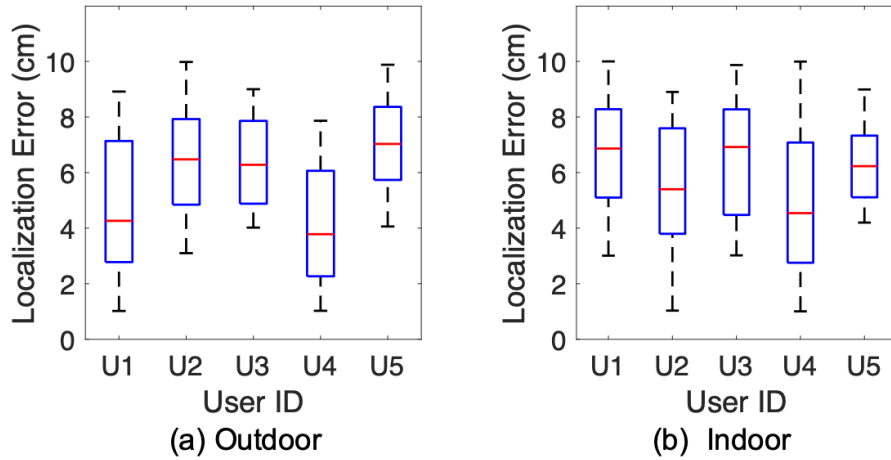 Localization Error (cm)
10
8
6
4
2
0
U1 U2 U3 U4 U5
User ID
(a) Outdoor
Localization Error (cm)
10
8
6
4
2
0
U1 U2 U3 U4 U5
User ID
(b) Indoor